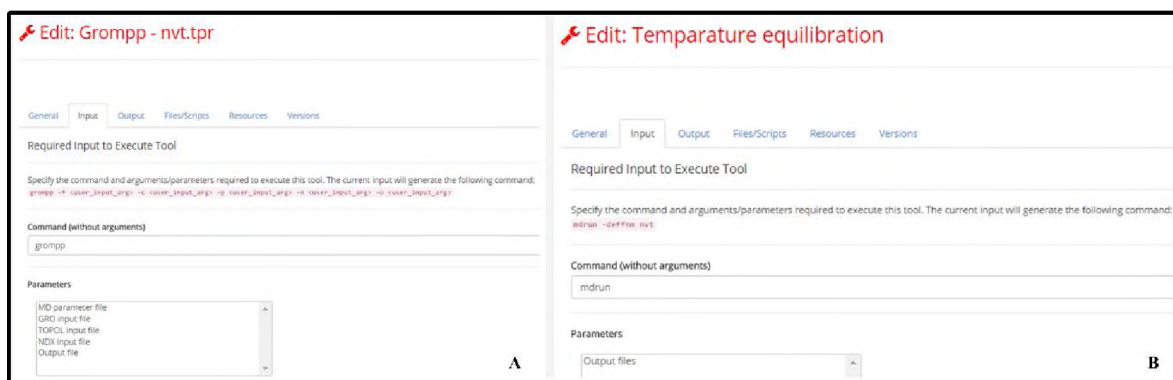 Edit: Grompp - nvt.tpr
General Input Output Files/Scripts Resources Versions
Required Input to Execute Tool
Specify the command and arguments/parameters required to execute this tool. The current input will generate the following command:
grompp -f <user_input_arg> -c <user_input_arg> -p <user_input_arg> -n <user_input_arg> -o <user_input_arg>
Command (without arguments)
grompp
Parameters
MD parameter file
GRO input file
TOPOL input file
NDX input file
Output file
A
Edit: Temparature equilibration
General Input Output Files/Scripts Resources Versions
Required Input to Execute Tool
Specify the command and arguments/parameters required to execute this tool. The current input will generate the following command:
mdrun -deffnm nvt
Command (without arguments)
mdrun
Parameters
Output files
B